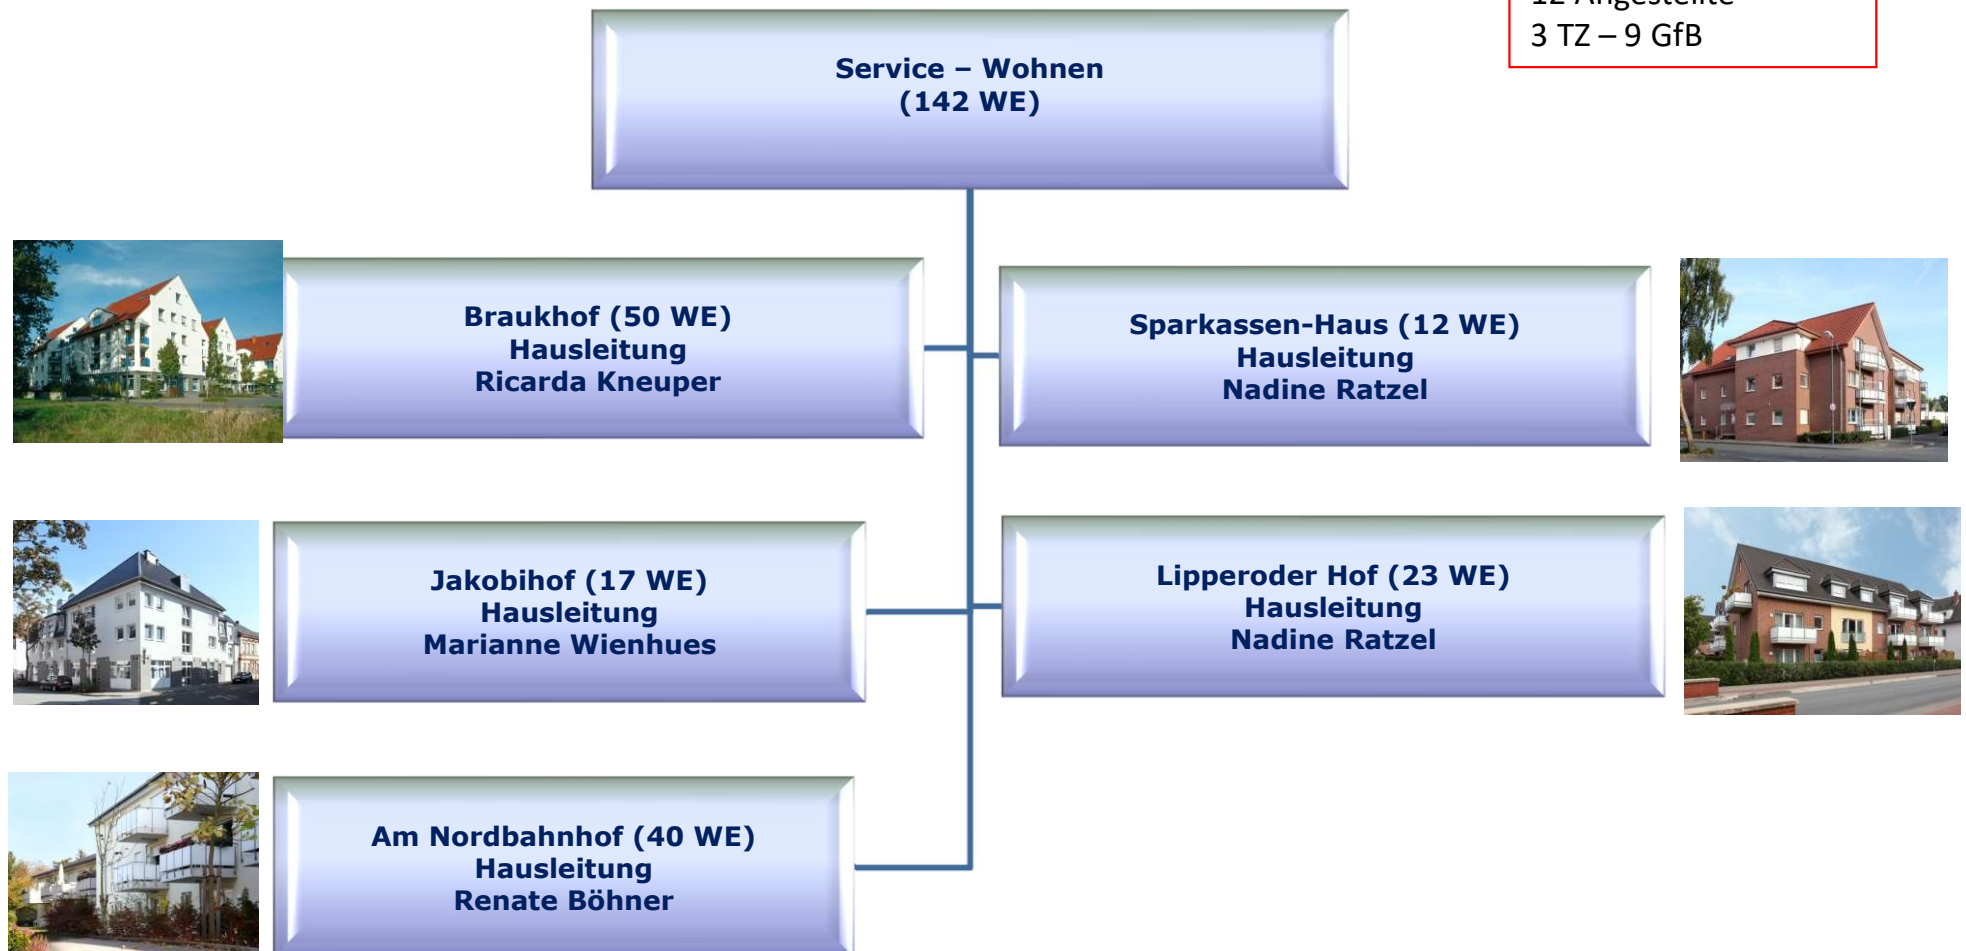 12 Angestellte
3 TZ – 9 GfB
Service – Wohnen
(142 WE)
Braukhof (50 WE)
Hausleitung
Ricarda Kneuper
Sparkassen-Haus (12 WE)
Hausleitung
Nadine Ratzel
Jakobihof (17 WE)
Hausleitung
Marianne Wienhues
Lipperoder Hof (23 WE)
Hausleitung
Nadine Ratzel
Am Nordbahnhof (40 WE)
Hausleitung
Renate Böhner